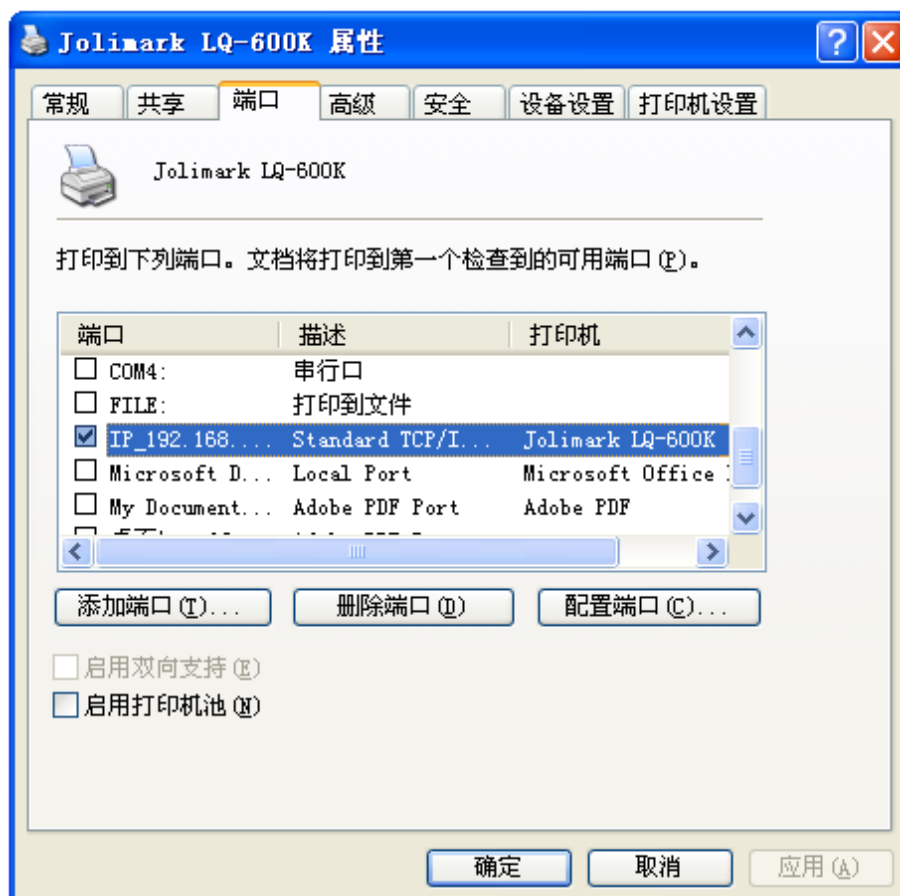 Jolimark LQ-600K 属性
常规 共享 端口 高级 安全 设备设置 打印机设置
Jolimark LQ-600K
打印到下列端口。文档将打印到第一个检查到的可用端口(P)。
端口 描述 打印机
COM4: 串行口
FILE: 打印到文件
IP_192.168.... Standard TCP/I... Jolimark LQ-600K
Microsoft D... Local Port Microsoft Office
My Document... Adobe PDF Port Adobe PDF
添加端口(T)... 删除端口(D) 配置端口(C)...
启用双向支持(E)
启用打印机池(N)
确定 取消 应用(A)